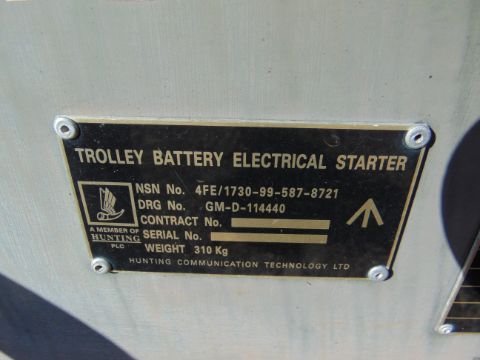 TROLLEY BATTERY ELECTRICAL STARTER
NSN No. 4FE/1730-99-587-8721
DRG No. GM-D-114440
CONTRACT No.
SERIAL No.
WEIGHT 310 Kg
A MEMBER OF
HUNTING
PLC
HUNTING COMMUNICATION TECHNOLOGY LTD